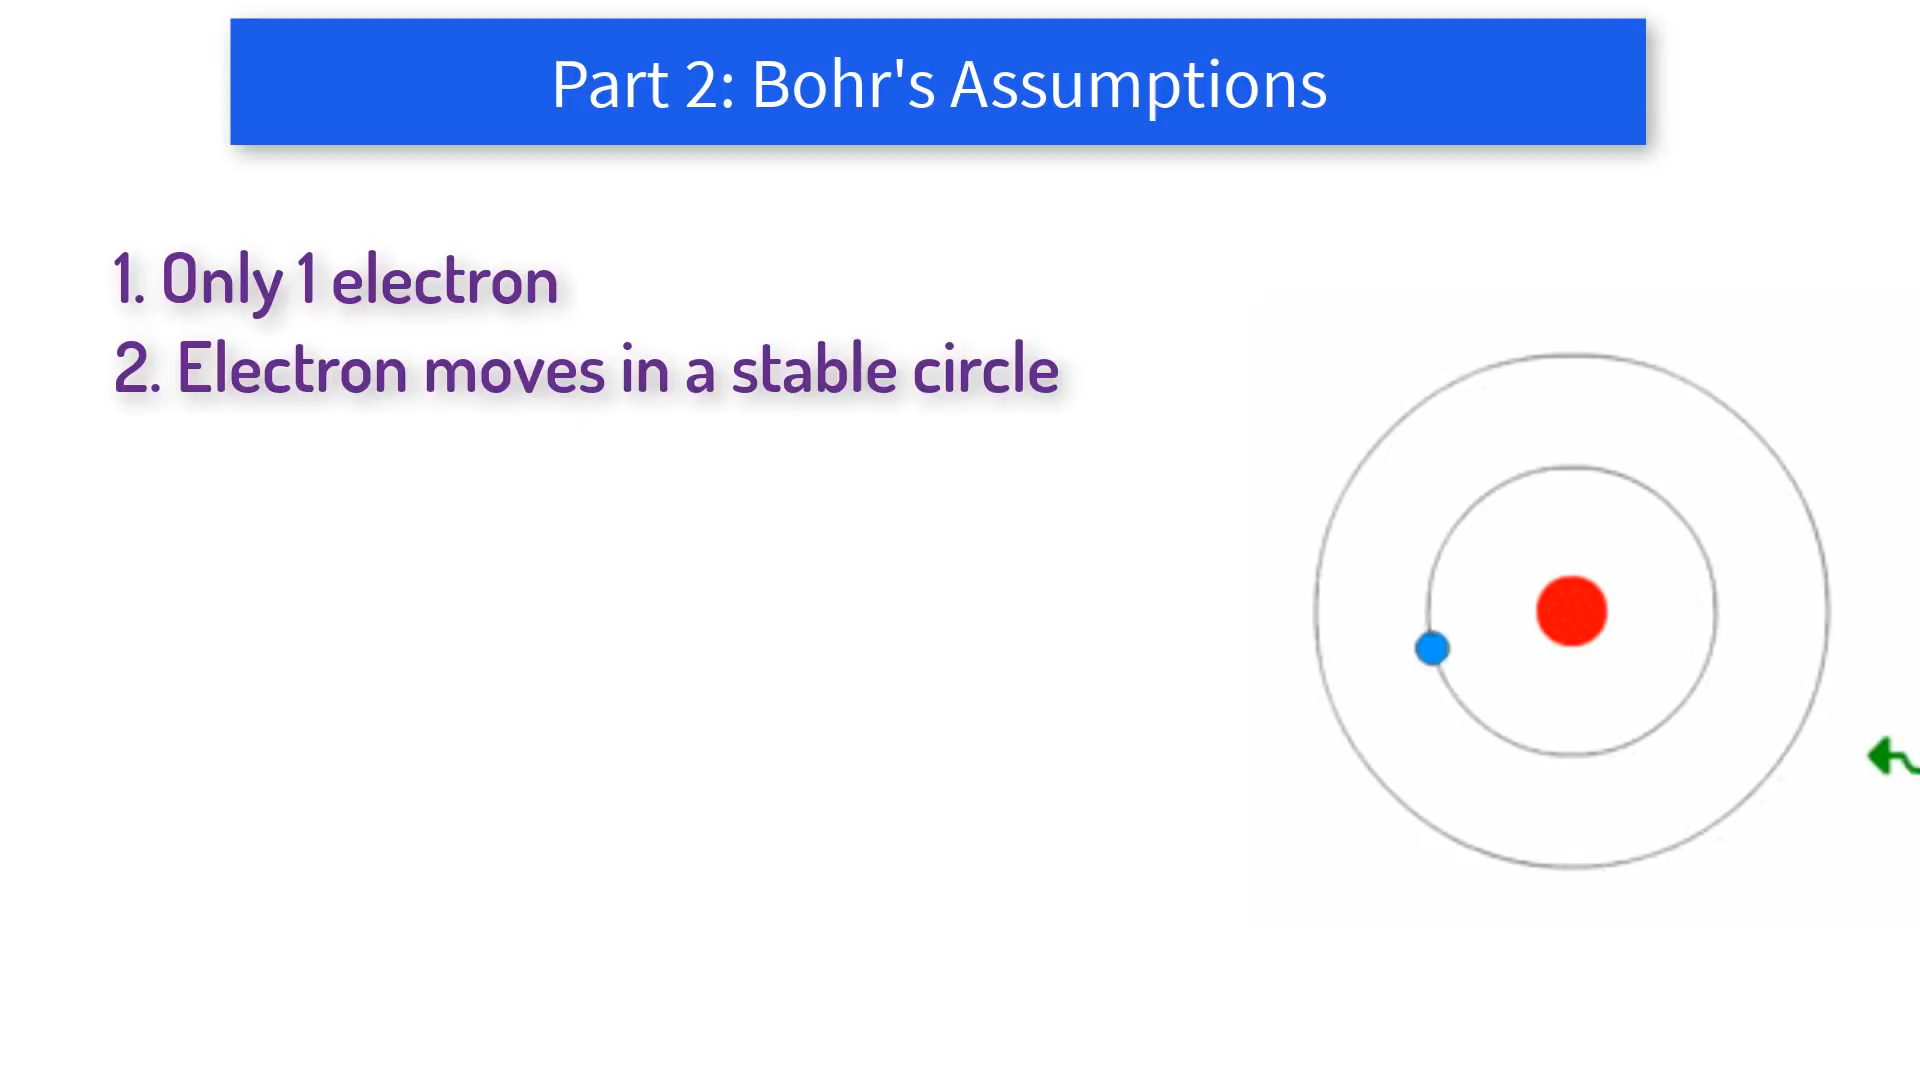 Part 2: Bohr's Assumptions
1. Only 1 electron
2. Electron moves in a stable circle